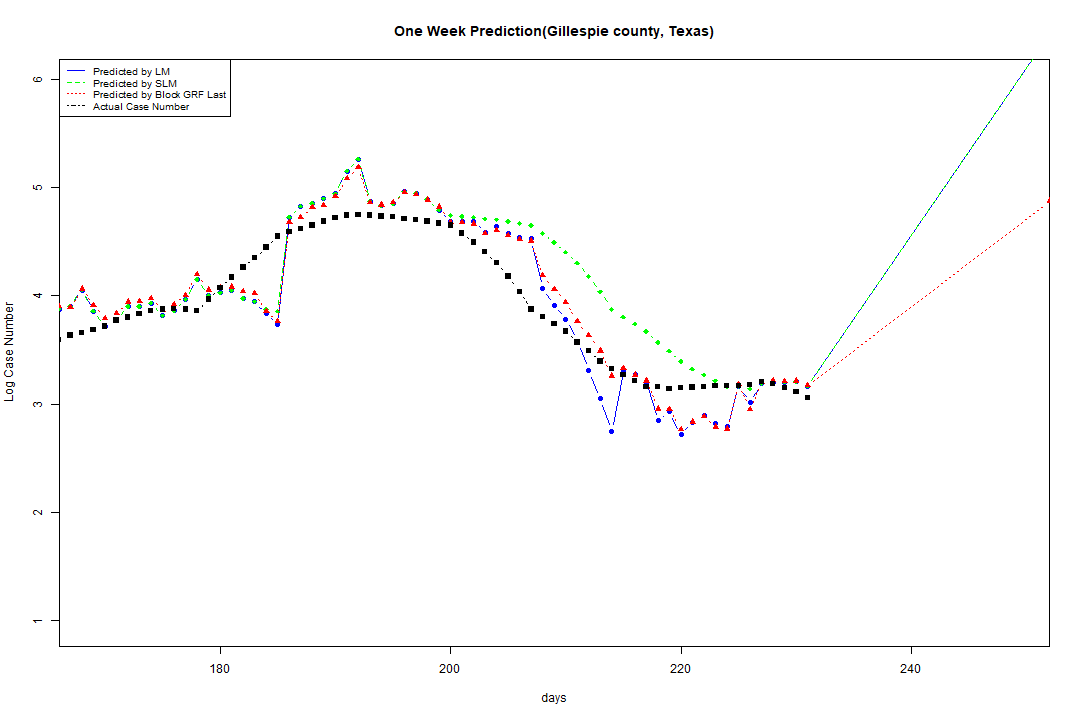 One Week Prediction(Gillespie county, Texas)
Predicted by LM
Predicted by SLM
Predicted by Block GRF Last
Actual Case Number
6
5
4
3
2
1
Log Case Number
180 200 220 240
days